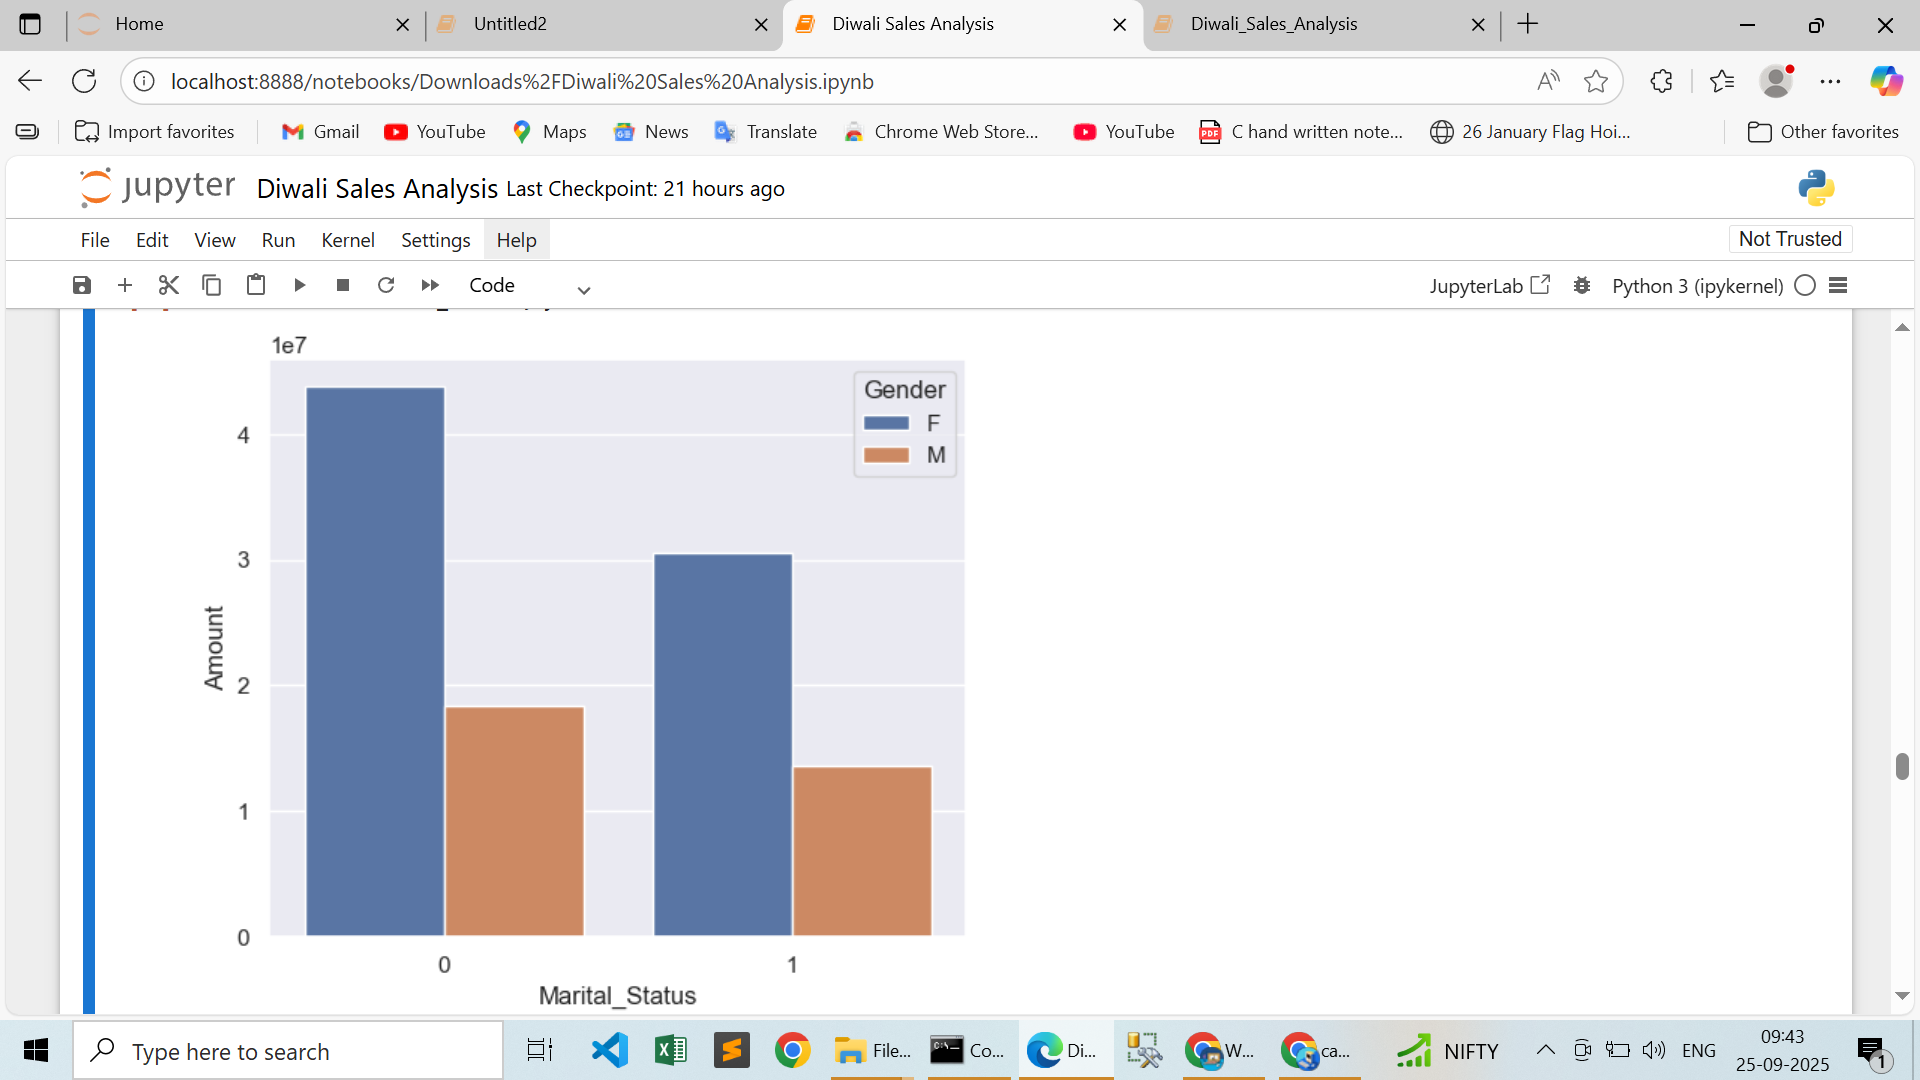 Home
Untitled2
Diwali Sales Analysis
Diwali_Sales_Analysis
localhost:8888/notebooks/Downloads%2FDiwali%20Sales%20Analysis.ipynb
Import favorites
Gmail
YouTube
Maps
News
Translate
Chrome Web Store...
YouTube
C hand written note...
26 January Flag Hoi...
Other favorites
jupyter
Diwali Sales Analysis Last Checkpoint: 21 hours ago
File Edit View Run Kernel Settings Help
Not Trusted
Code
JupyterLab
Python 3 (ipykernel)
1e7
Gender
F
M
4
3
2
1
0
Amount
0 1
Marital_Status
Type here to search
File...
Co...
Di...
W...
ca...
NIFTY
ENG
09:43
25-09-2025
1